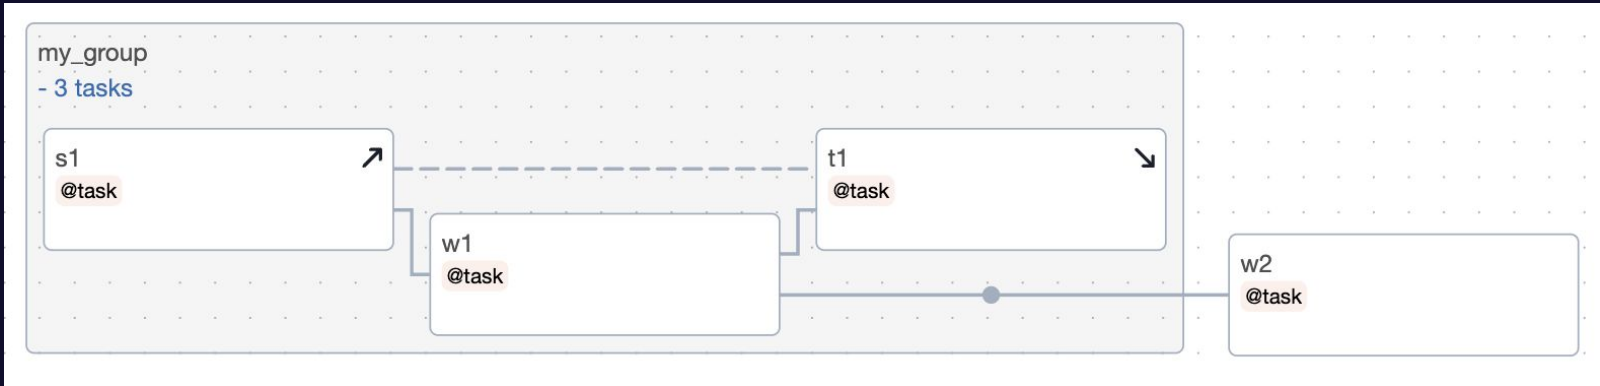 my_group
- 3 tasks
s1
@task
t1
@task
w1
@task
w2
@task